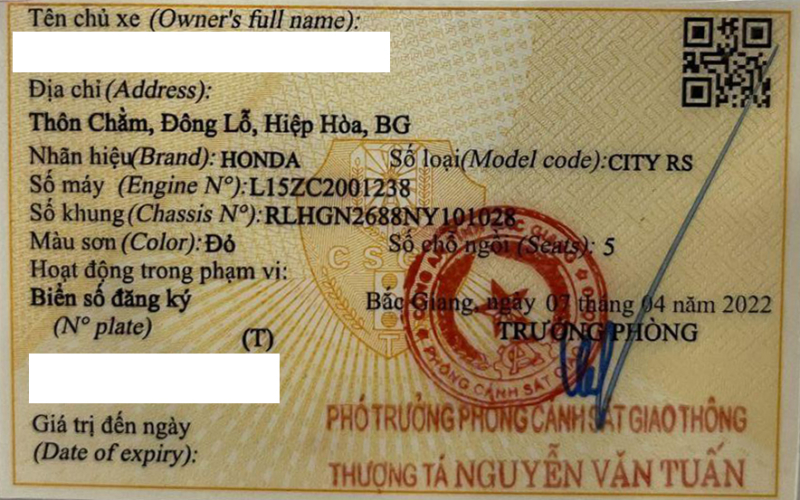 Tên chủ xe (Owner's full name):
Địa chỉ (Address):
Thôn Chằm, Đông Lỗ, Hiệp Hòa, BG
Nhãn hiệu(Brand): HONDA Số loại(Model code):CITY RS
Số máy (Engine N°):L15ZC2001238
Số khung(Chassis N°):RLHGN2688NY101028
Màu sơn(Color): Đỏ Số chỗ ngồi (Seats): 5
Hoạt động trong phạm vi:
Biển số đăng ký Bắc Giang, ngày 07 tháng 04 năm 2022
(N° plate) TRƯỞNG PHÒNG
(T)
Giá trị đến ngày PHÓ TRƯỞNG PHÒNG CẢNH SÁT GIAO THÔNG
(Date of expiry): THƯỢNG TÁ NGUYỄN VĂN TUẤN